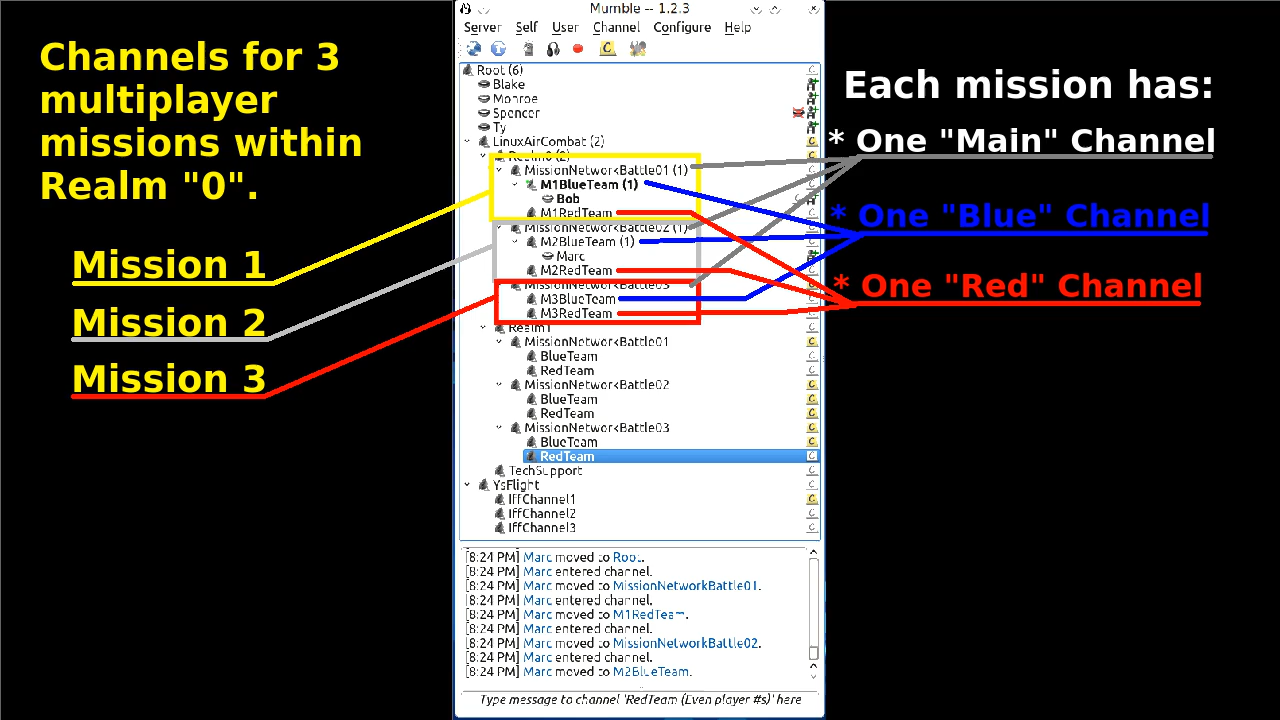 Channels for 3
multiplayer
missions within
Realm "0".
Mission 1
Mission 2
Mission 3
Mumble -- 1.2.3
Server Self User Channel Configure Help
Root (6)
Blake
Monroe
Spencer
Ty
LinuxAirCombat (2)
Realm0 (2)
MissionNetworkBattle01 (1)
M1BlueTeam (1)
Bob
M1RedTeam
MissionNetworkBattle02 (1)
M2BlueTeam (1)
Marc
M2RedTeam
MissionNetworkBattle03
M3BlueTeam
M3RedTeam
Realm1
MissionNetworkBattle01
BlueTeam
RedTeam
MissionNetworkBattle02
BlueTeam
RedTeam
MissionNetworkBattle03
BlueTeam
RedTeam
TechSupport
YsFlight
IffChannel1
IffChannel2
IffChannel3
[8:24 PM] Marc moved to Root.
[8:24 PM] Marc entered channel.
[8:24 PM] Marc moved to MissionNetworkBattle01.
[8:24 PM] Marc entered channel.
[8:24 PM] Marc moved to M1RedTeam.
[8:24 PM] Marc entered channel.
[8:24 PM] Marc moved to MissionNetworkBattle02.
[8:24 PM] Marc entered channel.
[8:24 PM] Marc moved to M2BlueTeam.
Type message to channel 'RedTeam (Even player #s)' here
Each mission has:
* One "Main" Channel
* One "Blue" Channel
* One "Red" Channel